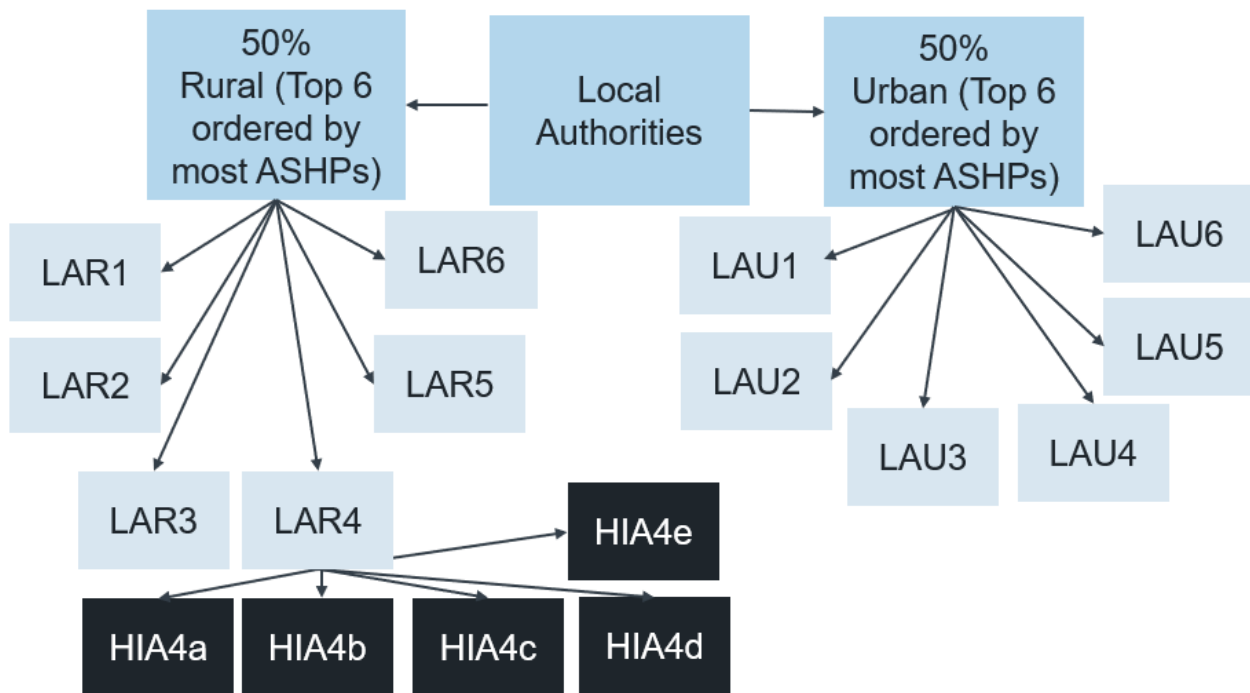 50%
Rural (Top 6
ordered by
most ASHPs)
Local
Authorities
50%
Urban (Top 6
ordered by
most ASHPs)
LAR1
LAR6
LAR2
LAR5
LAR3
LAR4
LAU1
LAU6
LAU2
LAU5
LAU3
LAU4
HIA4e
HIA4a
HIA4b
HIA4c
HIA4d